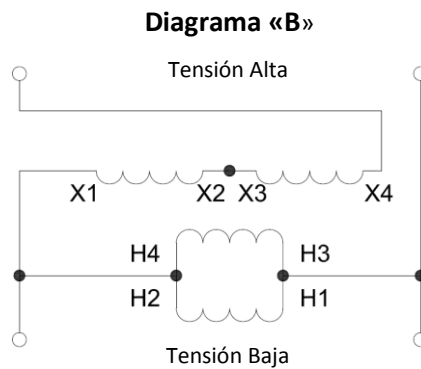 Diagrama «B»
Tensión Alta
X1 X2 X3 X4
H4 H3
H2 H1
Tensión Baja